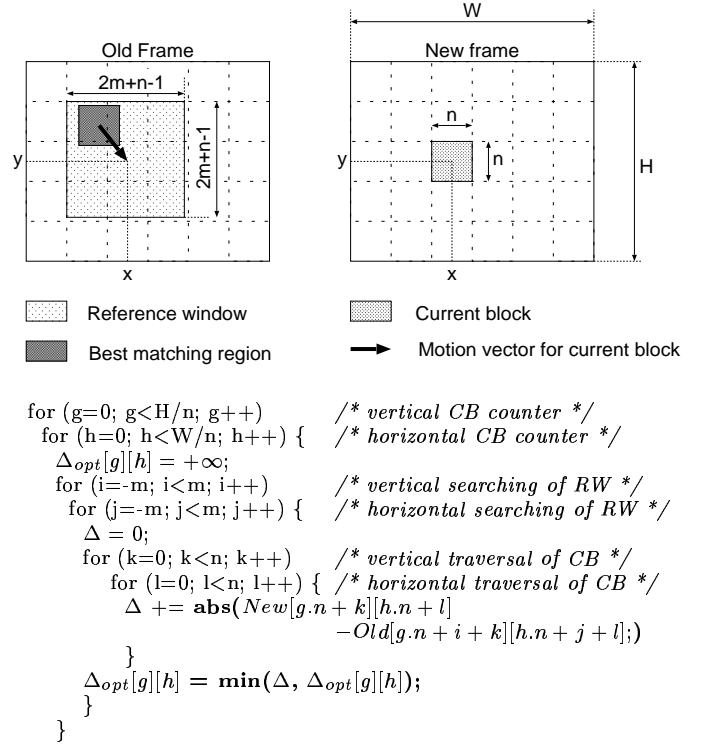 W
Old Frame
New frame
2m+n-1
n
y
2m+n-1
y
n
H
x
x
Reference window
Current block
Best matching region
Motion vector for current block
for (g=0; g<H/n; g++) /* vertical CB counter */
for (h=0; h<W/n; h++) { /* horizontal CB counter */
Δopt[g][h] = +∞;
for (i=-m; i<m; i++) /* vertical searching of RW */
for (j=-m; j<m; j++) { /* horizontal searching of RW */
Δ = 0;
for (k=0; k<n; k++) /* vertical traversal of CB */
for (l=0; l<n; l++) { /* horizontal traversal of CB */
Δ += abs(New[g.n + k][h.n + l]
−Old[g.n + i + k][h.n + j + l];)
}
Δopt[g][h] = min(Δ, Δopt[g][h]);
}
}